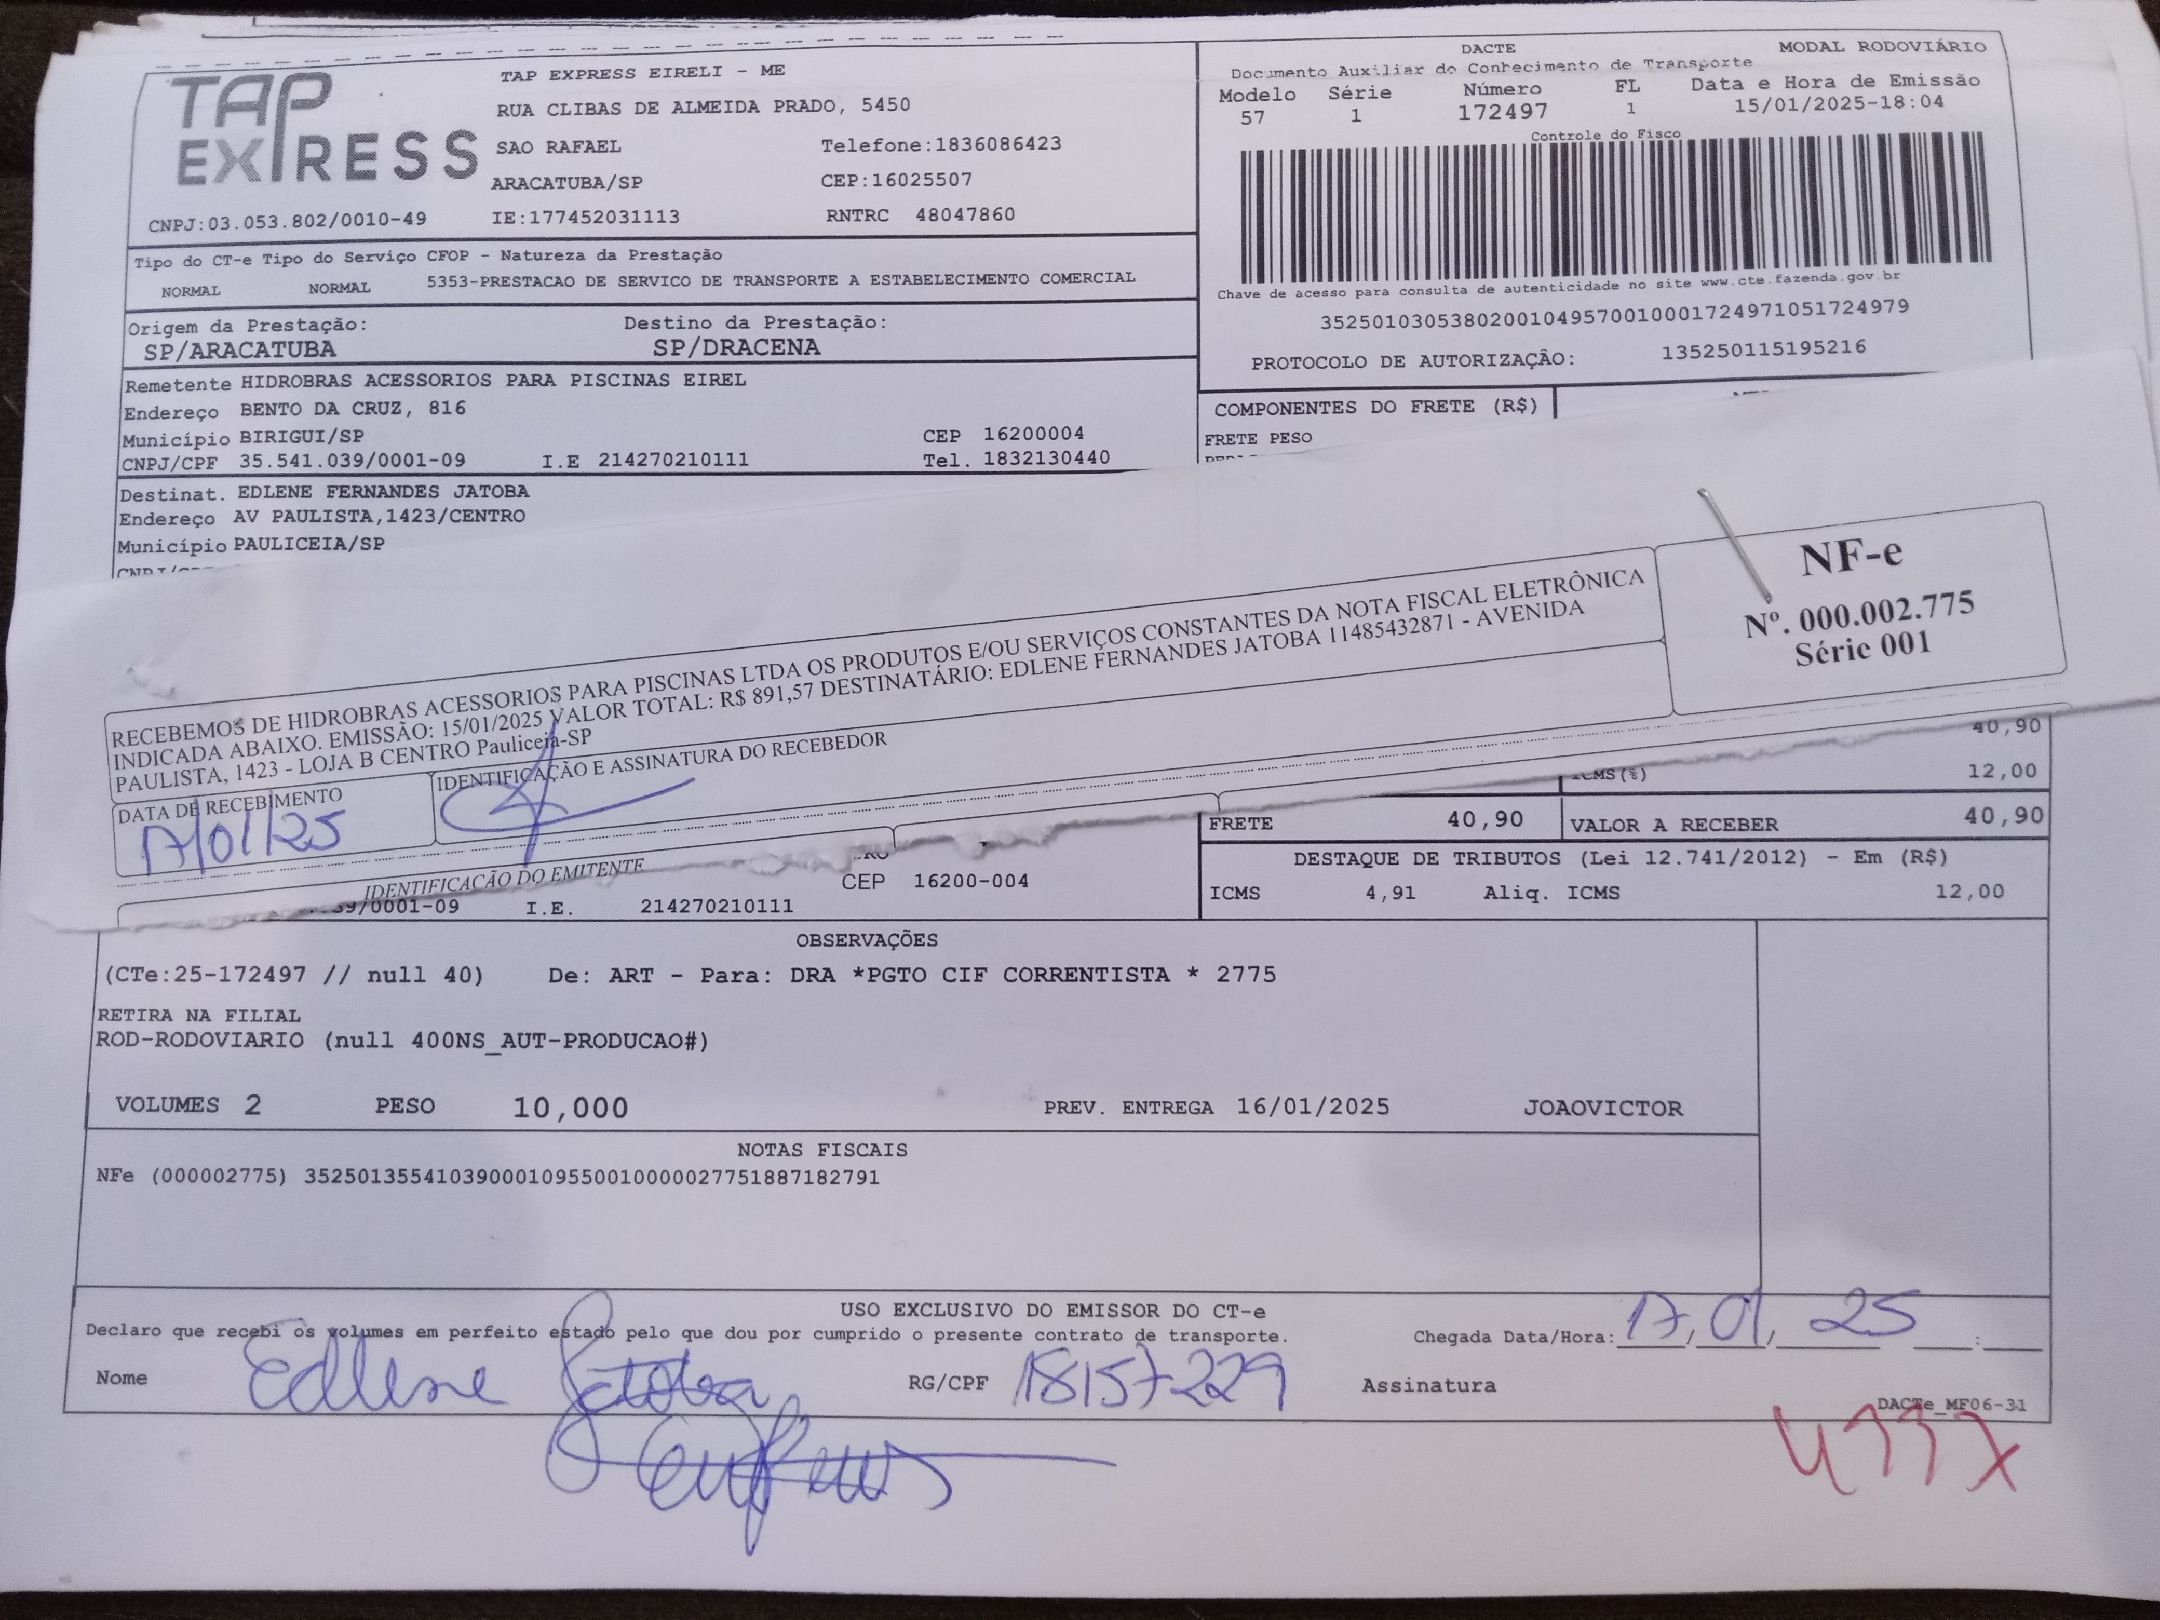 TAP EXPRESS
TAP EXPRESS EIRELI - ME
RUA CLIBAS DE ALMEIDA PRADO, 5450
SAO RAFAEL Telefone:1836086423
ARACATUBA/SP CEP:16025507
CNPJ:03.053.802/0010-49 IE:177452031113 RNTRC 48047860
DACTE MODAL RODOVIÁRIO
Documento Auxiliar do Conhecimento de Transporte
Modelo Série Número FL Data e Hora de Emissão
57 1 172497 1 15/01/2025-18:04
Controle do Fisco
Chave de acesso para consulta de autenticidade no site www.cte.fazenda.gov.br
35250103053802001049570010001724971051724979
PROTOCOLO DE AUTORIZAÇÃO: 135250115195216
Tipo do CT-e Tipo do Serviço CFOP - Natureza da Prestação
NORMAL NORMAL 5353-PRESTACAO DE SERVICO DE TRANSPORTE A ESTABELECIMENTO COMERCIAL
Origem da Prestação: Destino da Prestação:
SP/ARACATUBA SP/DRACENA
Remetente HIDROBRAS ACESSORIOS PARA PISCINAS EIREL
Endereço BENTO DA CRUZ, 816
Município BIRIGUI/SP CEP 16200004
CNPJ/CPF 35.541.039/0001-09 I.E 214270210111 Tel. 1832130440
COMPONENTES DO FRETE (R$)
FRETE PESO
Destinat. EDLENE FERNANDES JATOBA
Endereço AV PAULISTA,1423/CENTRO
Município PAULICEIA/SP
RECEBEMOS DE HIDROBRAS ACESSORIOS PARA PISCINAS LTDA OS PRODUTOS E/OU SERVIÇOS CONSTANTES DA NOTA FISCAL ELETRÔNICA
INDICADA ABAIXO. EMISSÃO: 15/01/2025 VALOR TOTAL: R$ 891,57 DESTINATÁRIO: EDLENE FERNANDES JATOBA 11485432871 - AVENIDA
PAULISTA, 1423 - LOJA B CENTRO Pauliceia-SP
DATA DE RECEBIMENTO IDENTIFICAÇÃO E ASSINATURA DO RECEBEDOR
17/01/25
NF-e
Nº. 000.002.775
Série 001
IDENTIFICAÇÃO DO EMITENTE
40,90
ICMS(%) 12,00
FRETE 40,90 VALOR A RECEBER 40,90
DESTAQUE DE TRIBUTOS (Lei 12.741/2012) - Em (R$)
ICMS 4,91 Aliq. ICMS 12,00
CEP 16200-004
39/0001-09 I.E. 214270210111
OBSERVAÇÕES
(CTe:25-172497 // null 40) De: ART - Para: DRA *PGTO CIF CORRENTISTA * 2775
RETIRA NA FILIAL
ROD-RODOVIARIO (null 400NS_AUT-PRODUCAO#)
VOLUMES 2 PESO 10,000 PREV. ENTREGA 16/01/2025 JOAOVICTOR
NOTAS FISCAIS
NFe (000002775) 35250135541039000109550010000027751887182791
USO EXCLUSIVO DO EMISSOR DO CT-e
Declaro que recebi os volumes em perfeito estado pelo que dou por cumprido o presente contrato de transporte. Chegada Data/Hora: 17, 01, 25 :
Nome Edlene Jatoba RG/CPF 18157229 Assinatura
DACTe_MF06-31